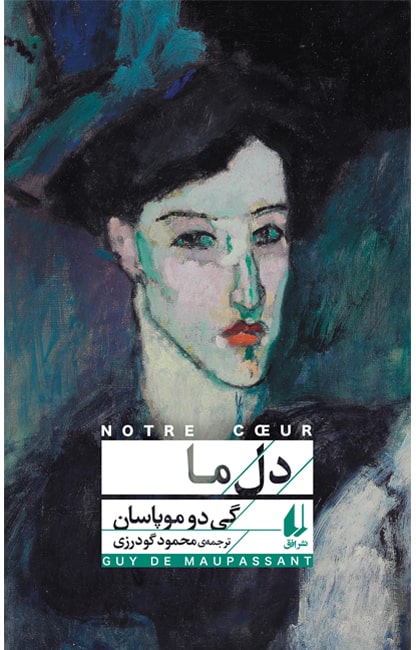 NOTRE CŒUR
دل ما
گی دو موپاسان
ترجمه‌ی محمود گودرزی
نشر افق
GUY DE MAUPASSANT